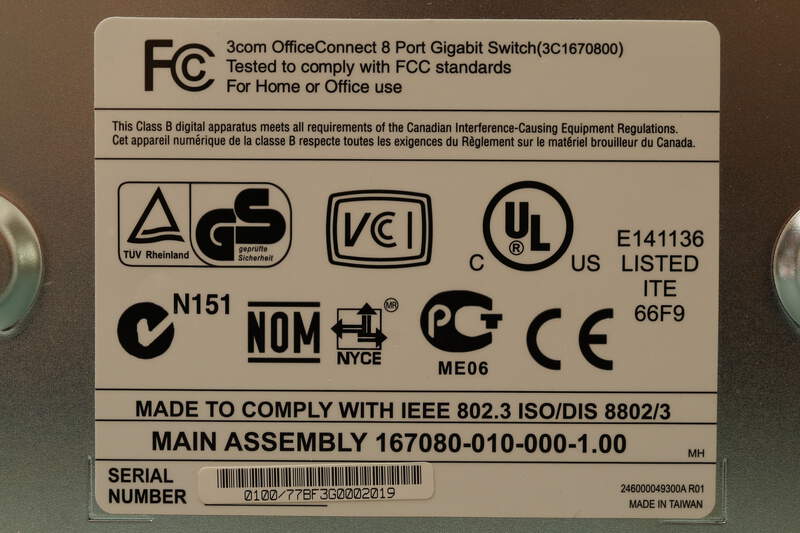 FC
3com OfficeConnect 8 Port Gigabit Switch(3C1670800)
Tested to comply with FCC standards
For Home or Office use
This Class B digital apparatus meets all requirements of the Canadian Interference-Causing Equipment Regulations.
Cet appareil numérique de la classe B respecte toutes les exigences du Règlement sur le matériel brouilleur du Canada.
TÜV Rheinland
GS
geprüfte
Sicherheit
VCI
C UL ® US
E141136
LISTED
ITE
66F9
N151
NOM
MR
NYCE
PCT
ME06
CE
MADE TO COMPLY WITH IEEE 802.3 ISO/DIS 8802/3
MAIN ASSEMBLY 167080-010-000-1.00
MH
SERIAL
NUMBER
0100/77BF3G0002019
246000049300A R01
MADE IN TAIWAN